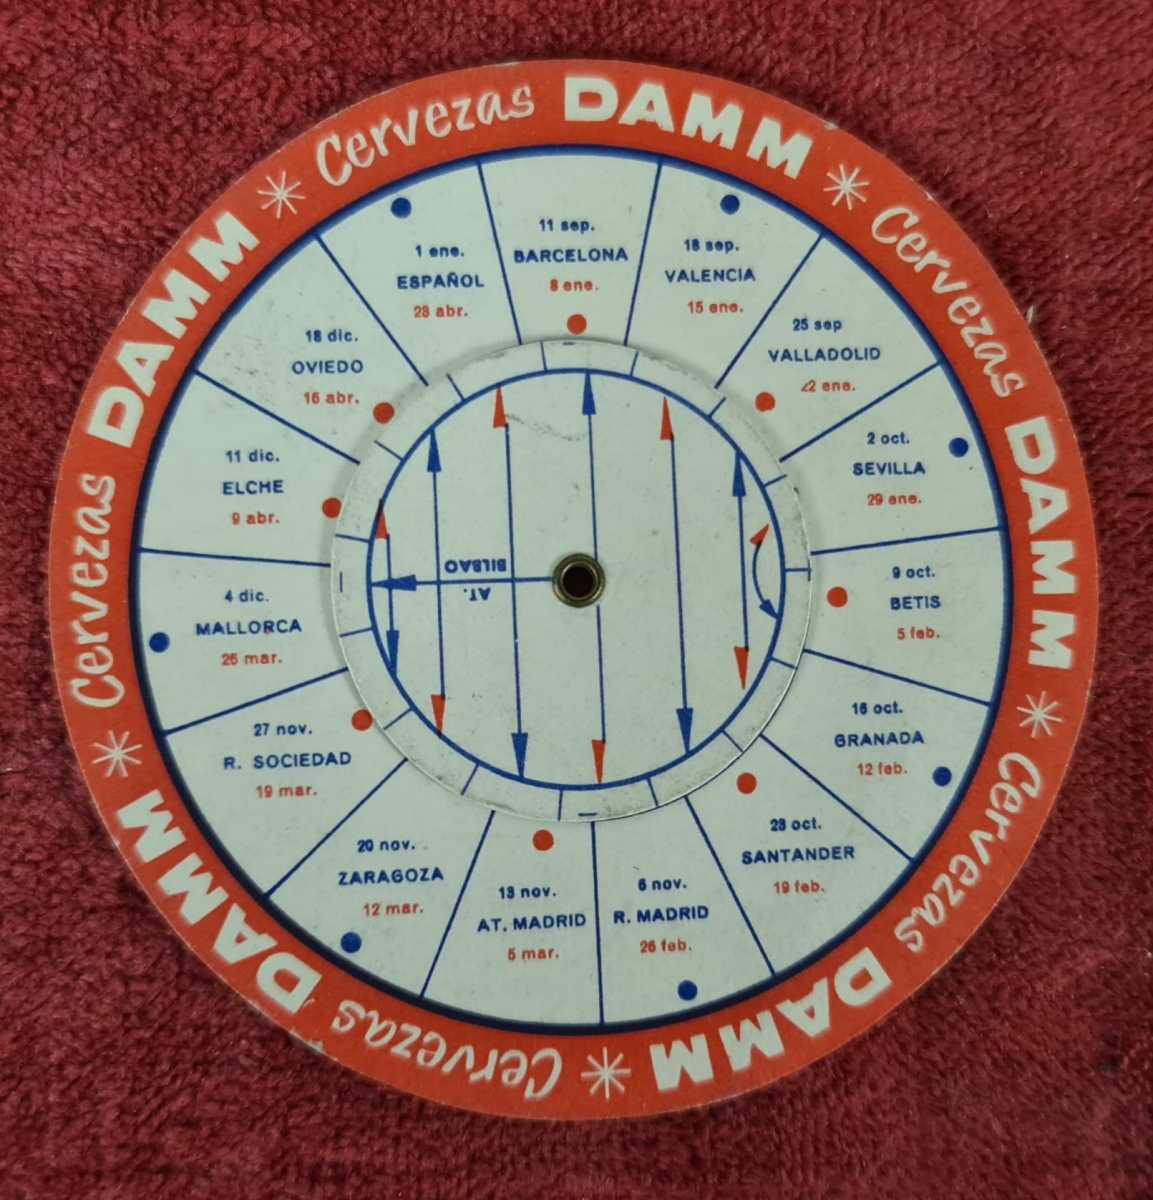 Cervezas DAMM
Cervezas DAMM
Cervezas DAMM
Cervezas DAMM
Cervezas DAMM
11 sep.
BARCELONA
8 ene.
18 sep.
VALENCIA
15 ene.
25 sep
VALLADOLID
22 ene.
2 oct.
SEVILLA
29 ene.
9 oct.
BETIS
5 feb.
16 oct.
GRANADA
12 feb.
23 oct.
SANTANDER
19 feb.
6 nov.
R. MADRID
26 feb.
13 nov.
AT. MADRID
5 mar.
20 nov.
ZARAGOZA
12 mar.
27 nov.
R. SOCIEDAD
19 mar.
4 dic.
MALLORCA
26 mar.
11 dic.
ELCHE
9 abr.
18 dic.
OVIEDO
16 abr.
1 ene.
ESPAÑOL
23 abr.
AT.
BILBAO